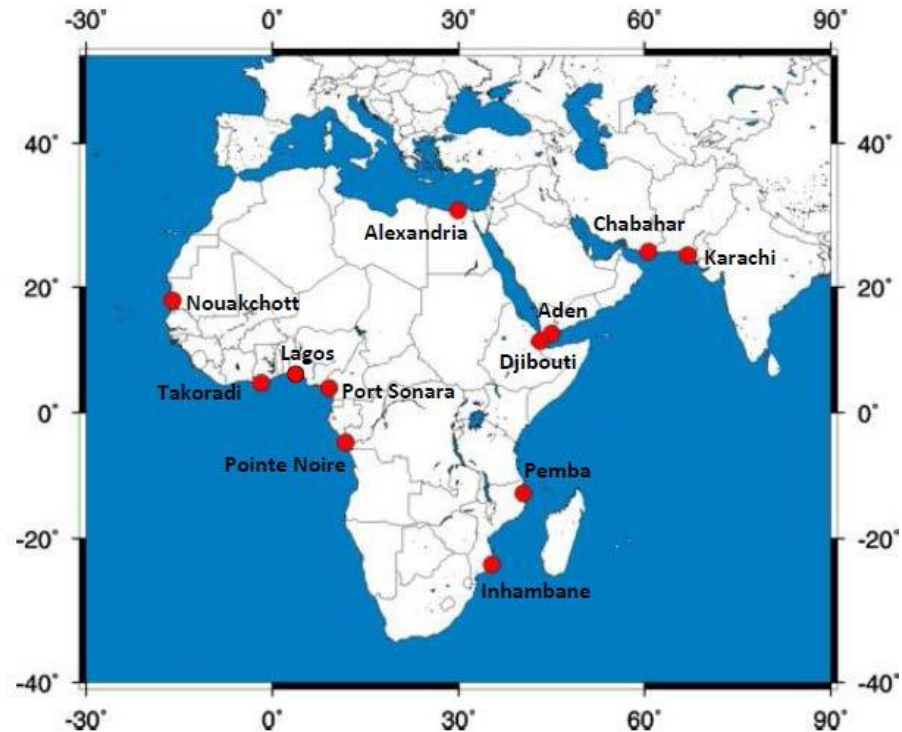 -30° 0° 30° 60° 90°
40° 40°
Chabahar
Alexandria
Karachi
20° 20°
Nouakchott
Aden
Lagos
Djibouti
Takoradi
Port Sonara
0° 0°
Pointe Noire
Pemba
-20° -20°
Inhambane
-40° -40°
-30° 0° 30° 60° 90°